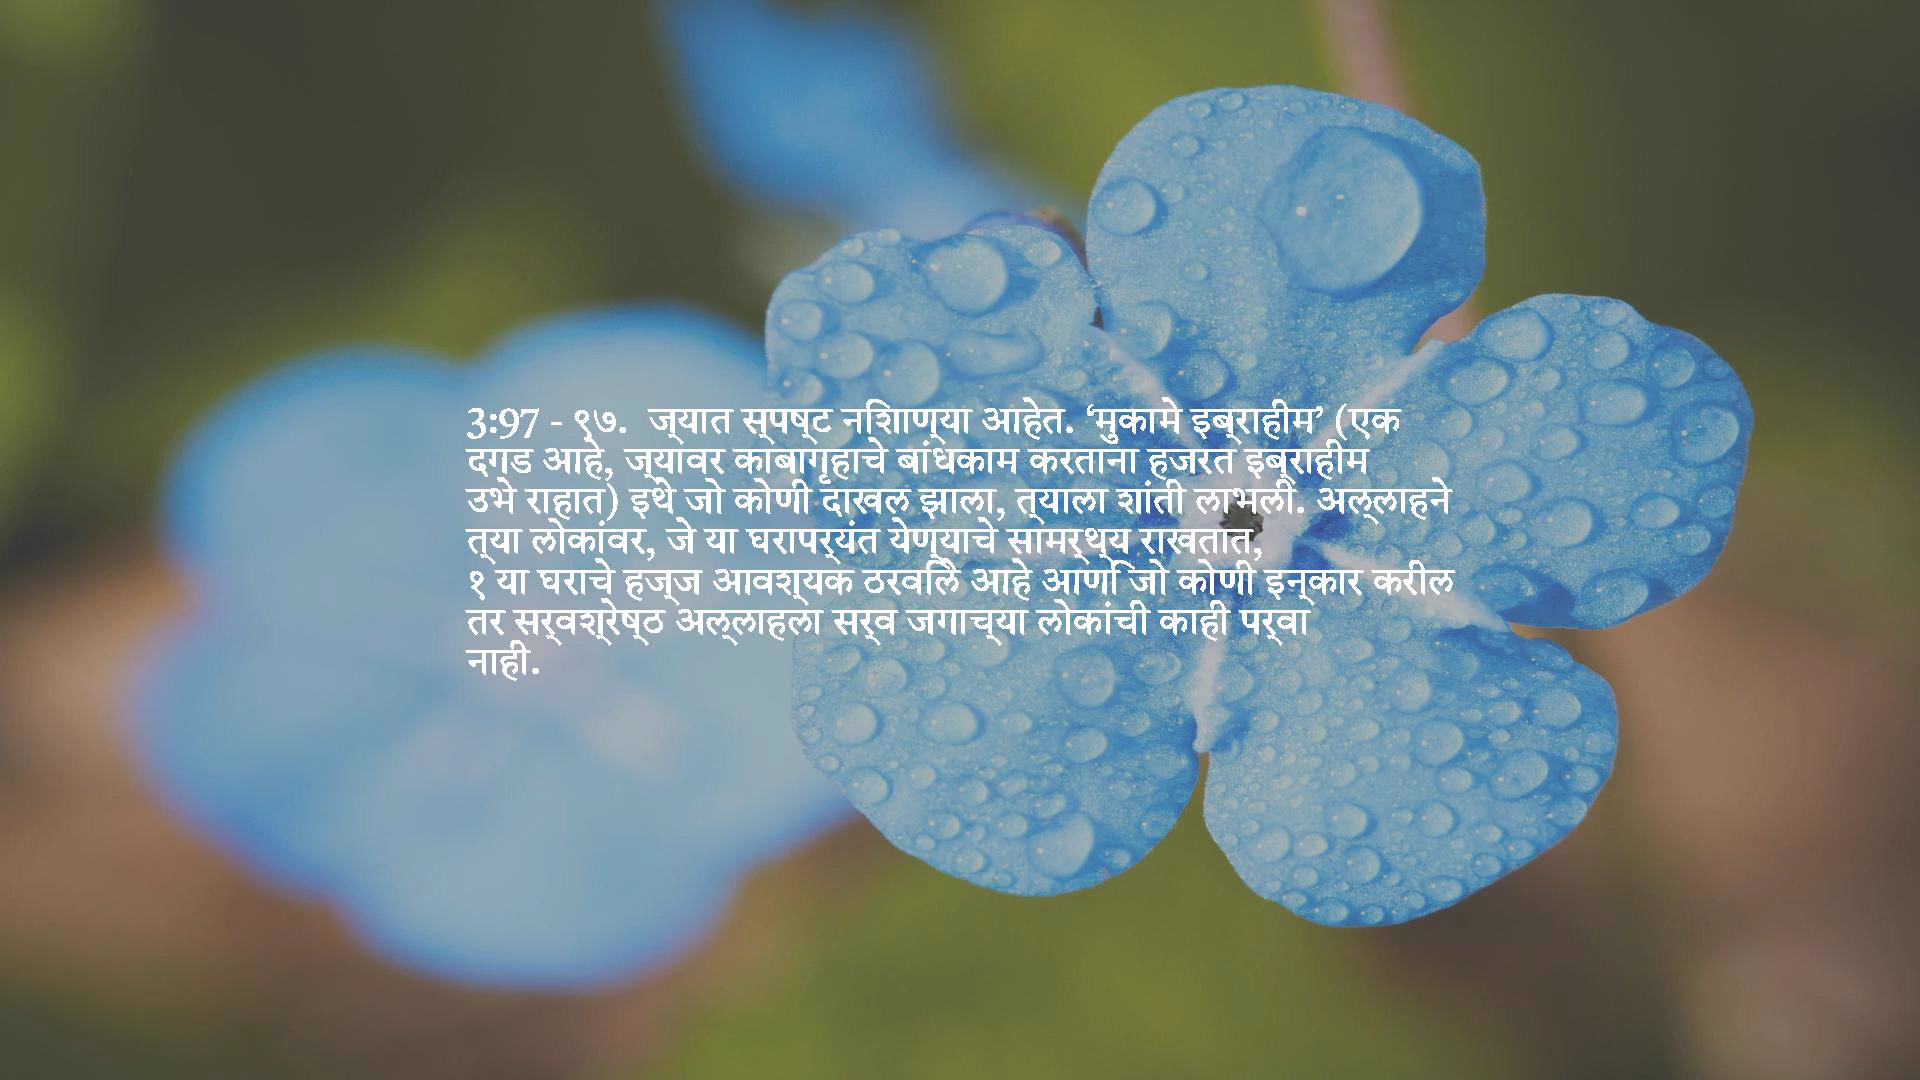 3:97 - ९७.  ज्यात स्पष्ट निशाण्या आहेत. ‘मुकामे इब्राहीम’ (एक
दगड आहे, ज्यावर काबागृहाचे बांधकाम करताना हजरत इब्राहीम
उभे राहात) इथे जो कोणी दाखल झाला, त्याला शांती लाभली. अल्लाहने
त्या लोकांवर, जे या घरापर्यंत येण्याचे सामर्थ्य राखतात,
१ या घराचे हज्ज आवश्यक ठरविले आहे आणि जो कोणी इन्कार करील
तर सर्वश्रेष्ठ अल्लाहला सर्व जगाच्या लोकांची काही पर्वा
नाही.